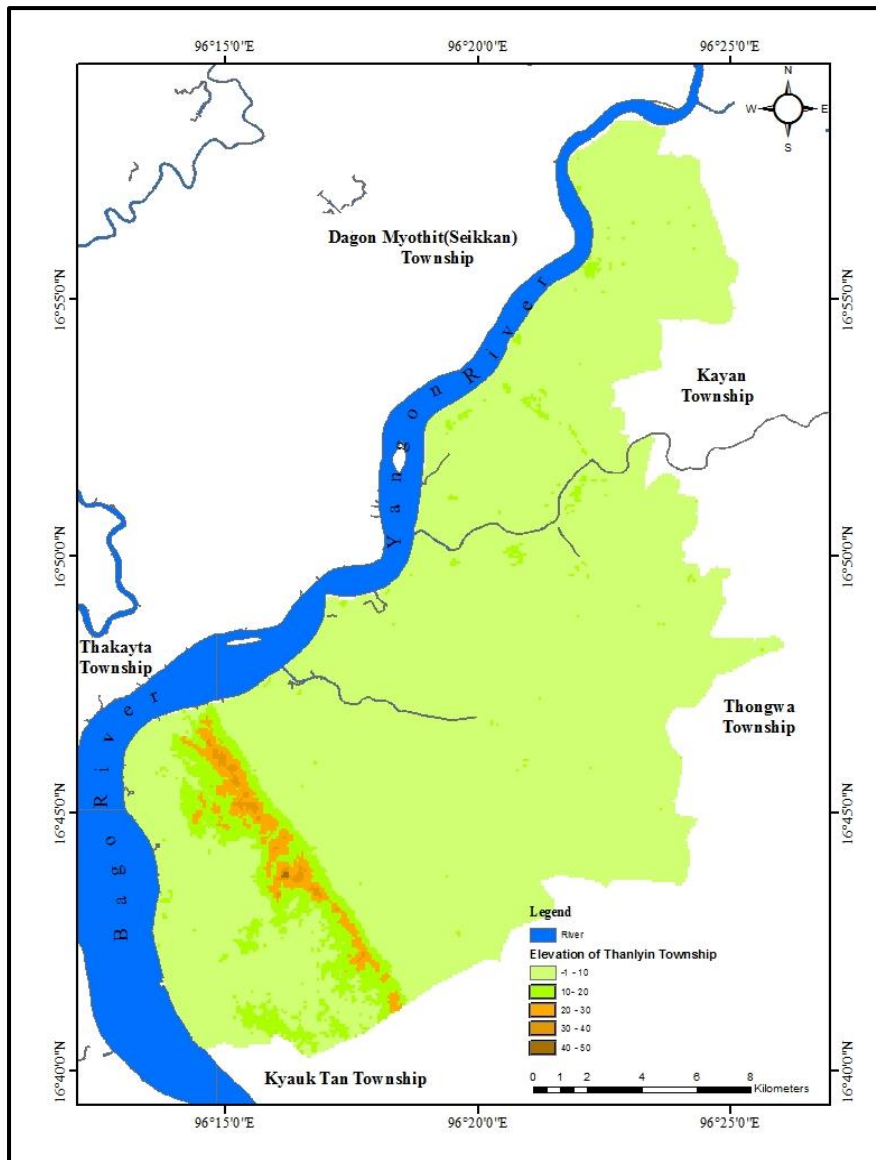 96°15'0"E
96°20'0"E
96°25'0"E
N
W
E
S
Dagon Myothit(Seikkan)
Township
16°55'0"N
16°55'0"N
Kayan
Township
Yaangon River
16°50'0"N
16°50'0"N
Thakayta
Township
Thongwa
Township
Bago River
16°45'0"N
16°45'0"N
Legend
River
Elevation of Thanlyin Township
-1 - 10
10 - 20
20 - 30
30 - 40
40 - 50
16°40'0"N
16°40'0"N
Kyauk Tan Township
0 1 2 4 6 8
Kilometers
96°15'0"E
96°20'0"E
96°25'0"E